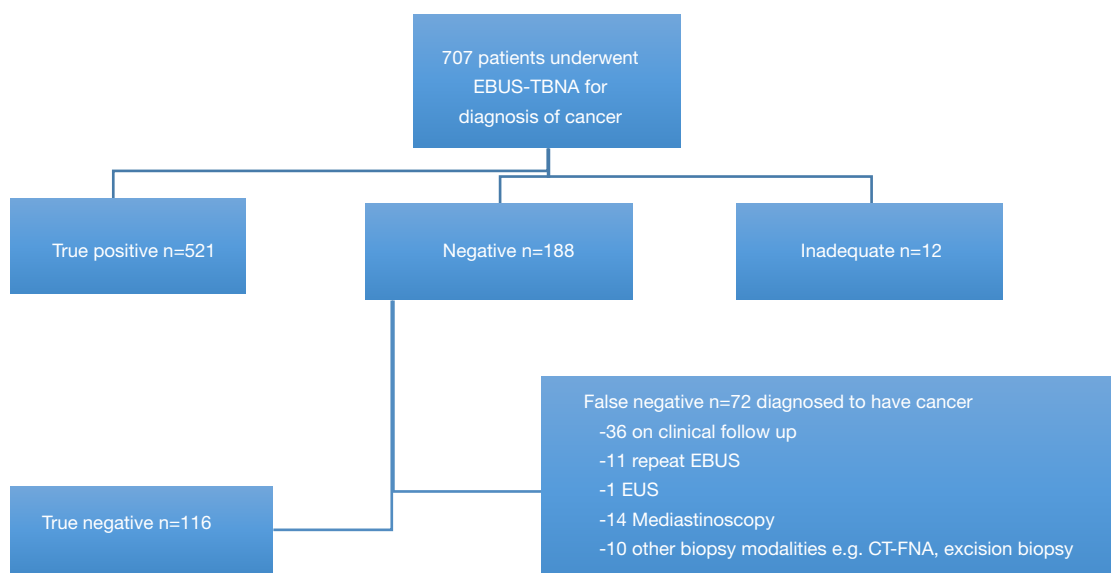 707 patients underwent
EBUS-TBNA for
diagnosis of cancer
True positive n=521
Negative n=188
Inadequate n=12
False negative n=72 diagnosed to have cancer
-36 on clinical follow up
-11 repeat EBUS
-1 EUS
-14 Mediastinoscopy
-10 other biopsy modalities e.g. CT-FNA, excision biopsy
True negative n=116